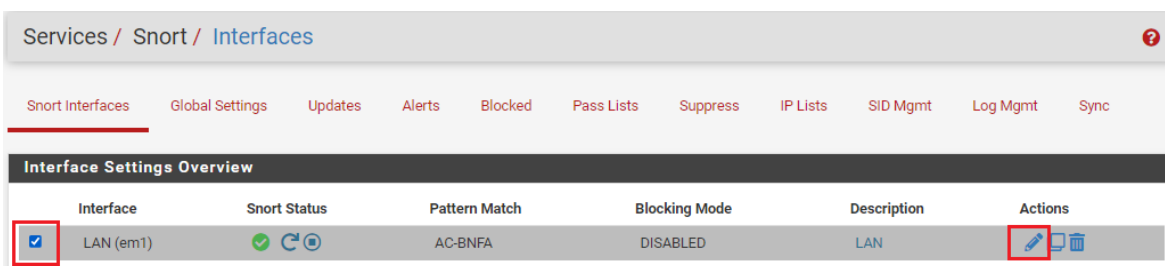 Services / Snort / Interfaces
Snort Interfaces Global Settings Updates Alerts Blocked Pass Lists Suppress IP Lists SID Mgmt Log Mgmt Sync
Interface Settings Overview
Interface Snort Status Pattern Match Blocking Mode Description Actions
LAN (em1) AC-BNFA DISABLED LAN